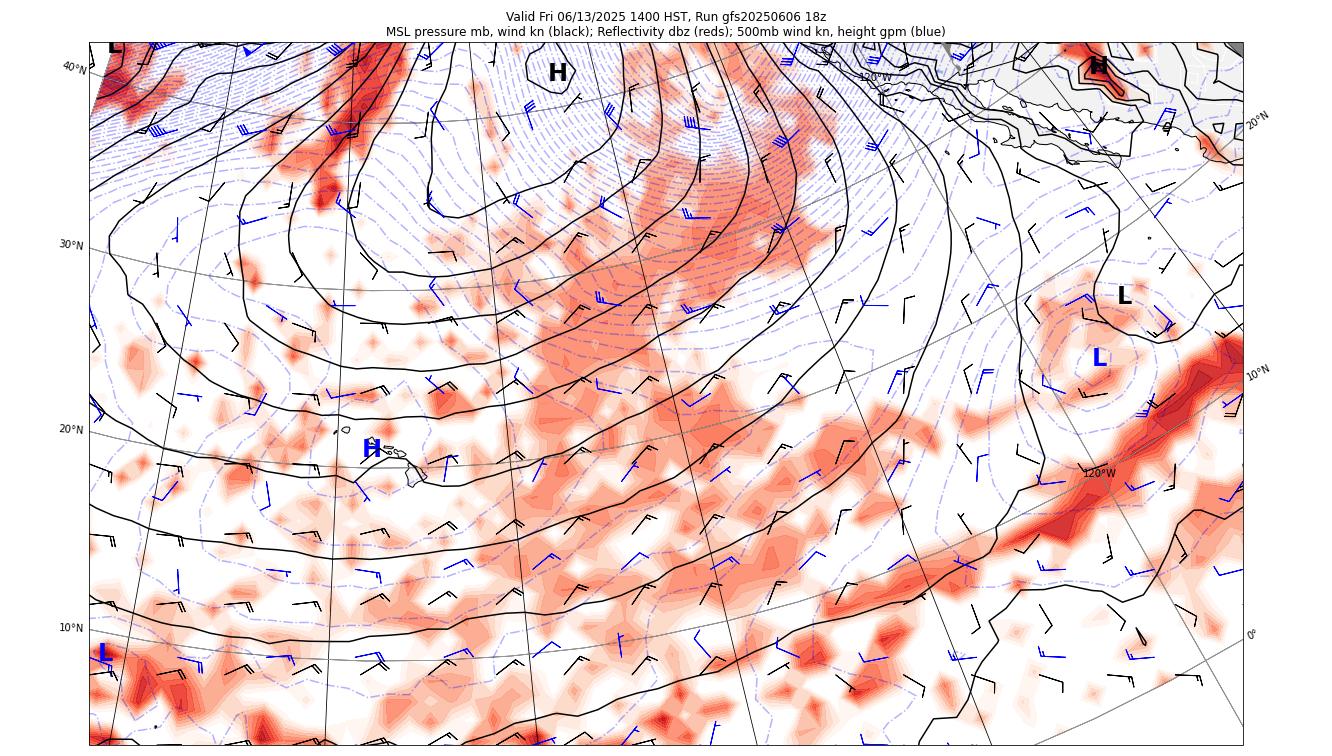 Valid Fri 06/13/2025 1400 HST, Run gfs20250606 18z
MSL pressure mb, wind kn (black); Reflectivity dbz (reds); 500mb wind kn, height gpm (blue)
L
H
H
40°N
120°W
20°N
30°N
L
L
10°N
20°N
H
120°W
10°N
0°
L